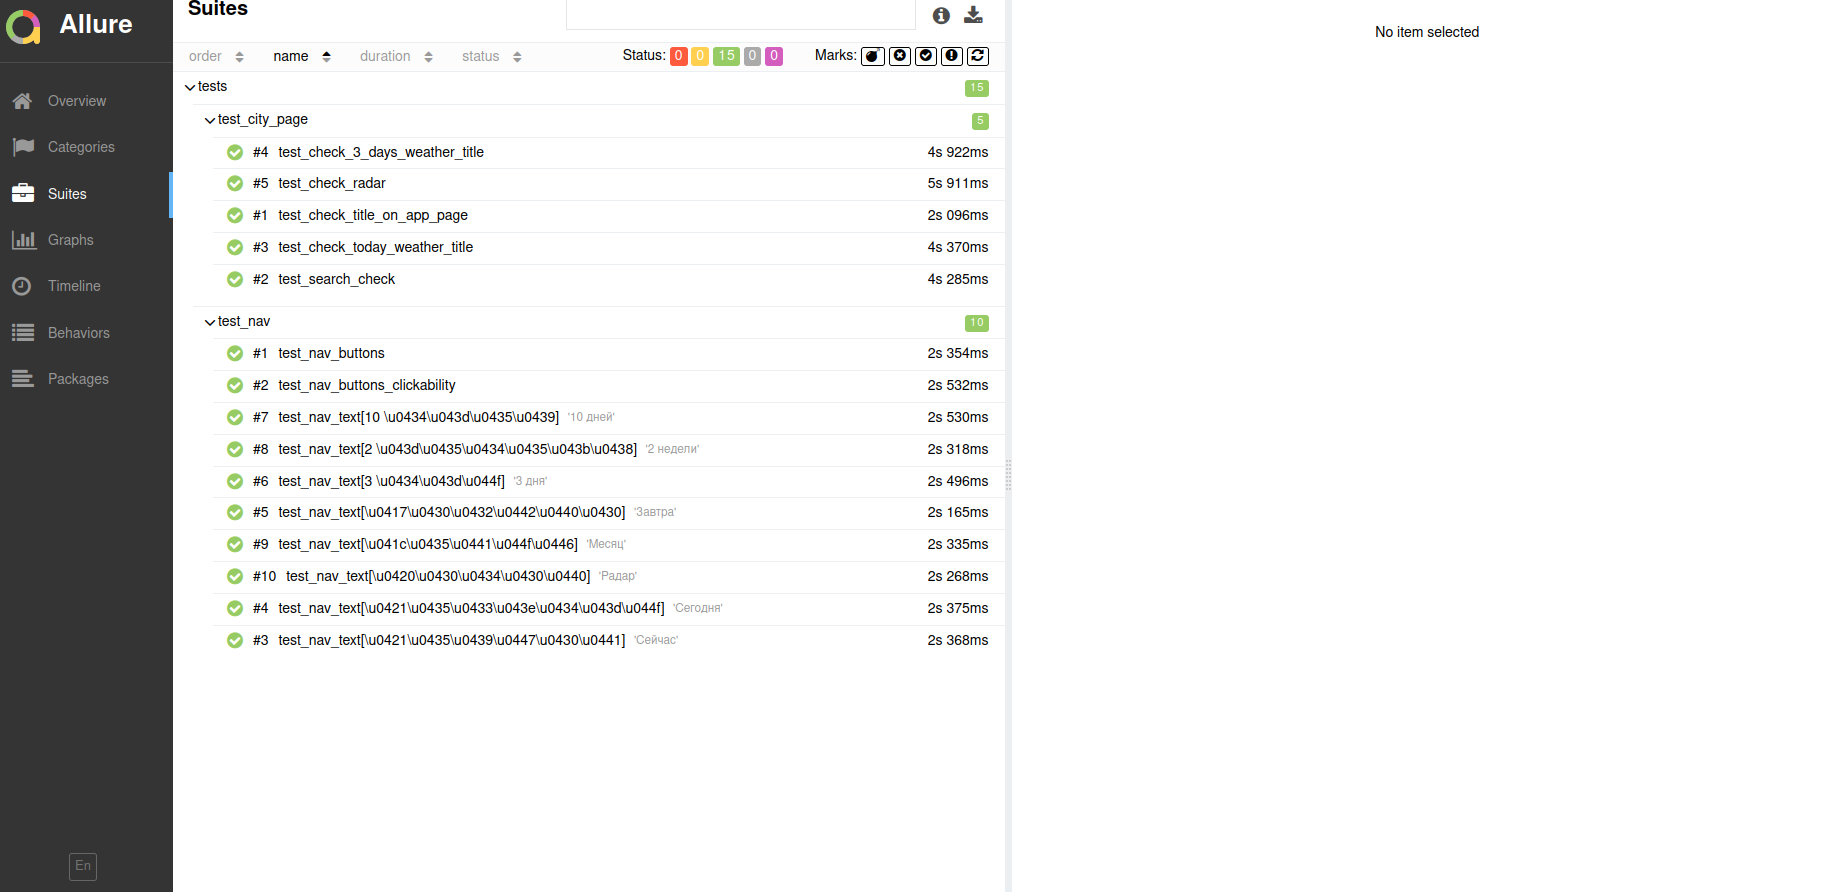 Allure
Overview
Categories
Suites
Graphs
Timeline
Behaviors
Packages
En
Suites
order name duration status Status: 0 0 15 0 0 Marks:
tests 15
test_city_page 5
#4 test_check_3_days_weather_title 4s 922ms
#5 test_check_radar 5s 911ms
#1 test_check_title_on_app_page 2s 096ms
#3 test_check_today_weather_title 4s 370ms
#2 test_search_check 4s 285ms
test_nav 10
#1 test_nav_buttons 2s 354ms
#2 test_nav_buttons_clickability 2s 532ms
#7 test_nav_text[10 \u0434\u043d\u0435\u0439] '10 дней' 2s 530ms
#8 test_nav_text[2 \u043d\u0435\u0434\u0435\u043b\u0438] '2 недели' 2s 318ms
#6 test_nav_text[3 \u0434\u043d\u044f] '3 дня' 2s 496ms
#5 test_nav_text[\u0417\u0430\u0432\u0442\u0440\u0430] 'Завтра' 2s 165ms
#9 test_nav_text[\u041c\u0435\u0441\u044f\u0446] 'Месяц' 2s 335ms
#10 test_nav_text[\u0420\u0430\u0434\u0430\u0440] 'Радар' 2s 268ms
#4 test_nav_text[\u0421\u0435\u0433\u043e\u0434\u043d\u044f] 'Сегодня' 2s 375ms
#3 test_nav_text[\u0421\u0435\u0439\u0447\u0430\u0441] 'Сейчас' 2s 368ms
No item selected